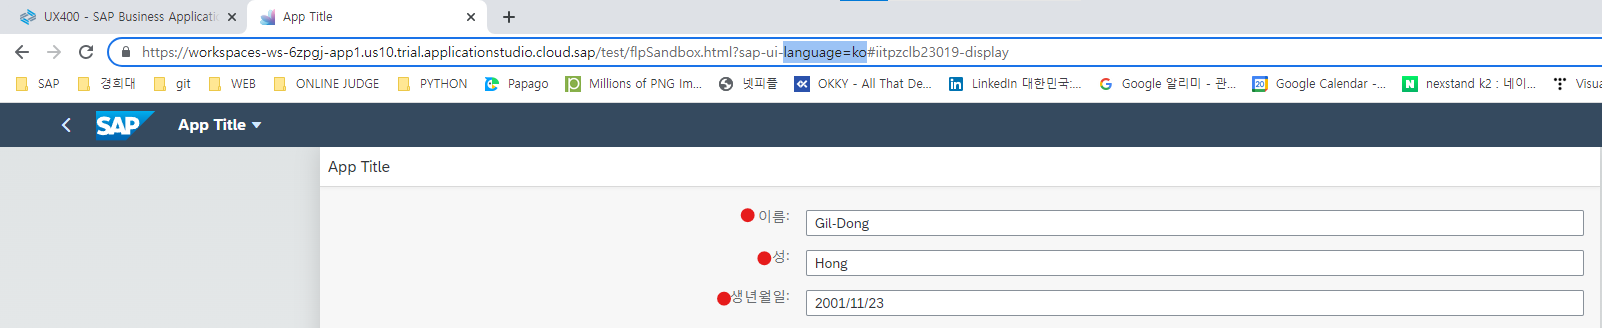 UX400 - SAP Business Applicati
App Title
https://workspaces-ws-6zpgj-app1.us10.trial.applicationstudio.cloud.sap/test/flpSandbox.html?sap-ui-language=ko#iitpzclb23019-display
SAP 경희대 git WEB ONLINE JUDGE PYTHON Papago Millions of PNG Im... 넷피플 OKKY - All That De... LinkedIn 대한민국:... Google 알리미 - 관... Google Calendar -... nexstand k2 : 네이... Visua
SAP App Title
App Title
이름: Gil-Dong
성: Hong
생년월일: 2001/11/23